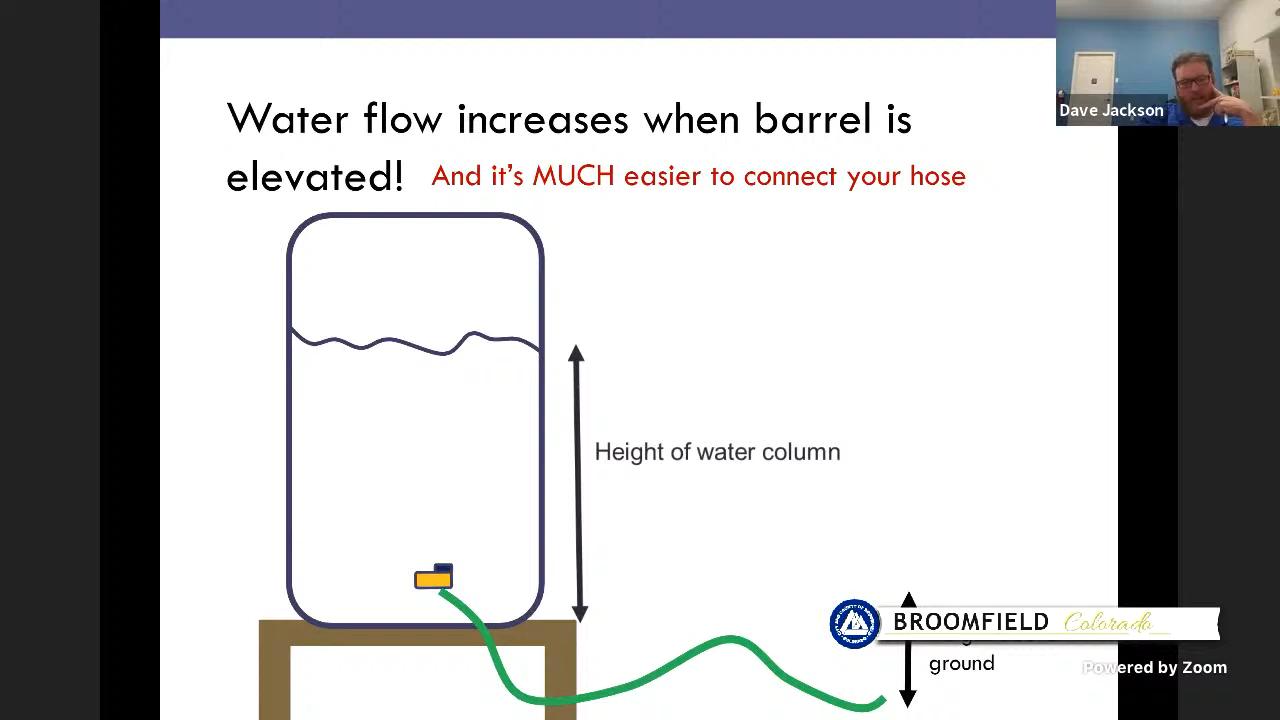 Water flow increases when barrel is
elevated! And it's MUCH easier to connect your hose
Dave Jackson
Height of water column
BROOMFIELD Colorado
ground
Powered by Zoom